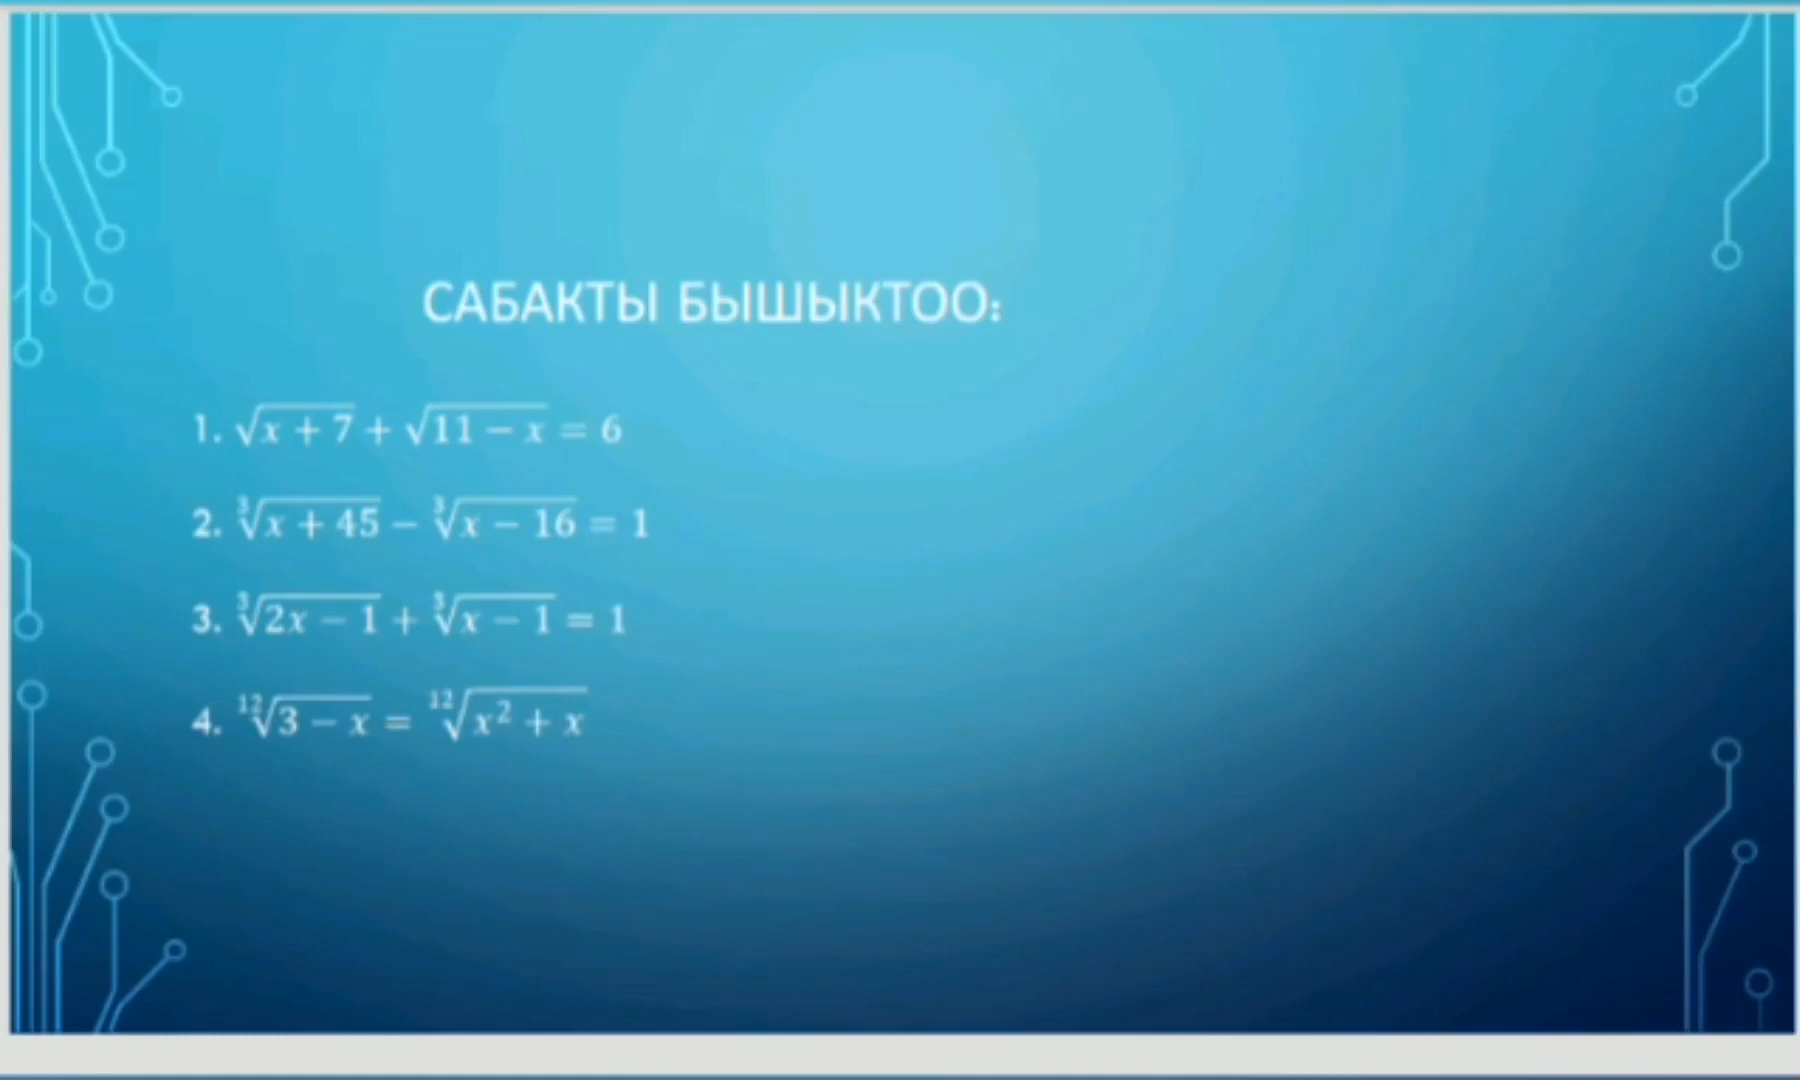 САБАКТЫ БЫШЫКТОО:
1. √(x + 7) + √(11 − x) = 6
2. ∛(x + 45) − ∛(x − 16) = 1
3. ∛(2x − 1) + ∛(x − 1) = 1
4. ¹²√(3 − x) = ¹²√(x² + x)